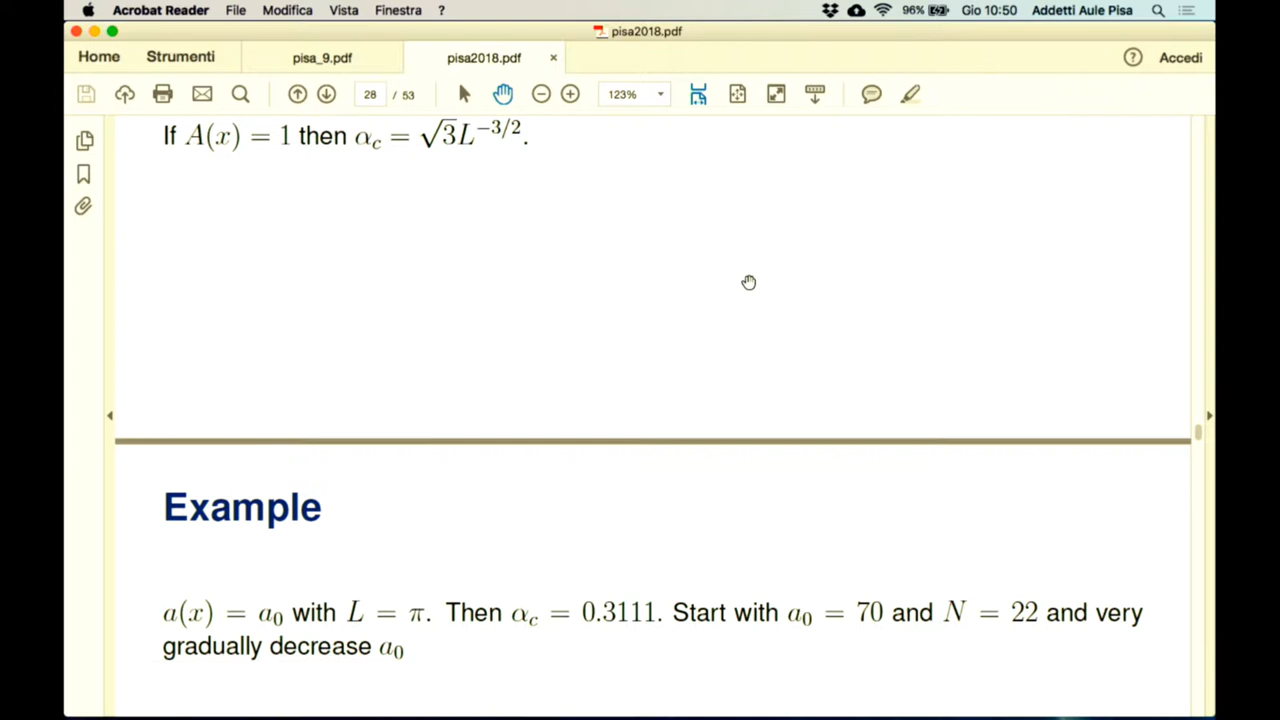 Acrobat Reader File Modifica Vista Finestra ? 96% Gio 10:50 Addetti Aule Pisa
pisa2018.pdf
Home Strumenti pisa_9.pdf pisa2018.pdf × ? Accedi
28 / 53 123%
If A(x) = 1 then α_c = √3L^{−3/2}.
Example
a(x) = a_0 with L = π. Then α_c = 0.3111. Start with a_0 = 70 and N = 22 and very
gradually decrease a_0